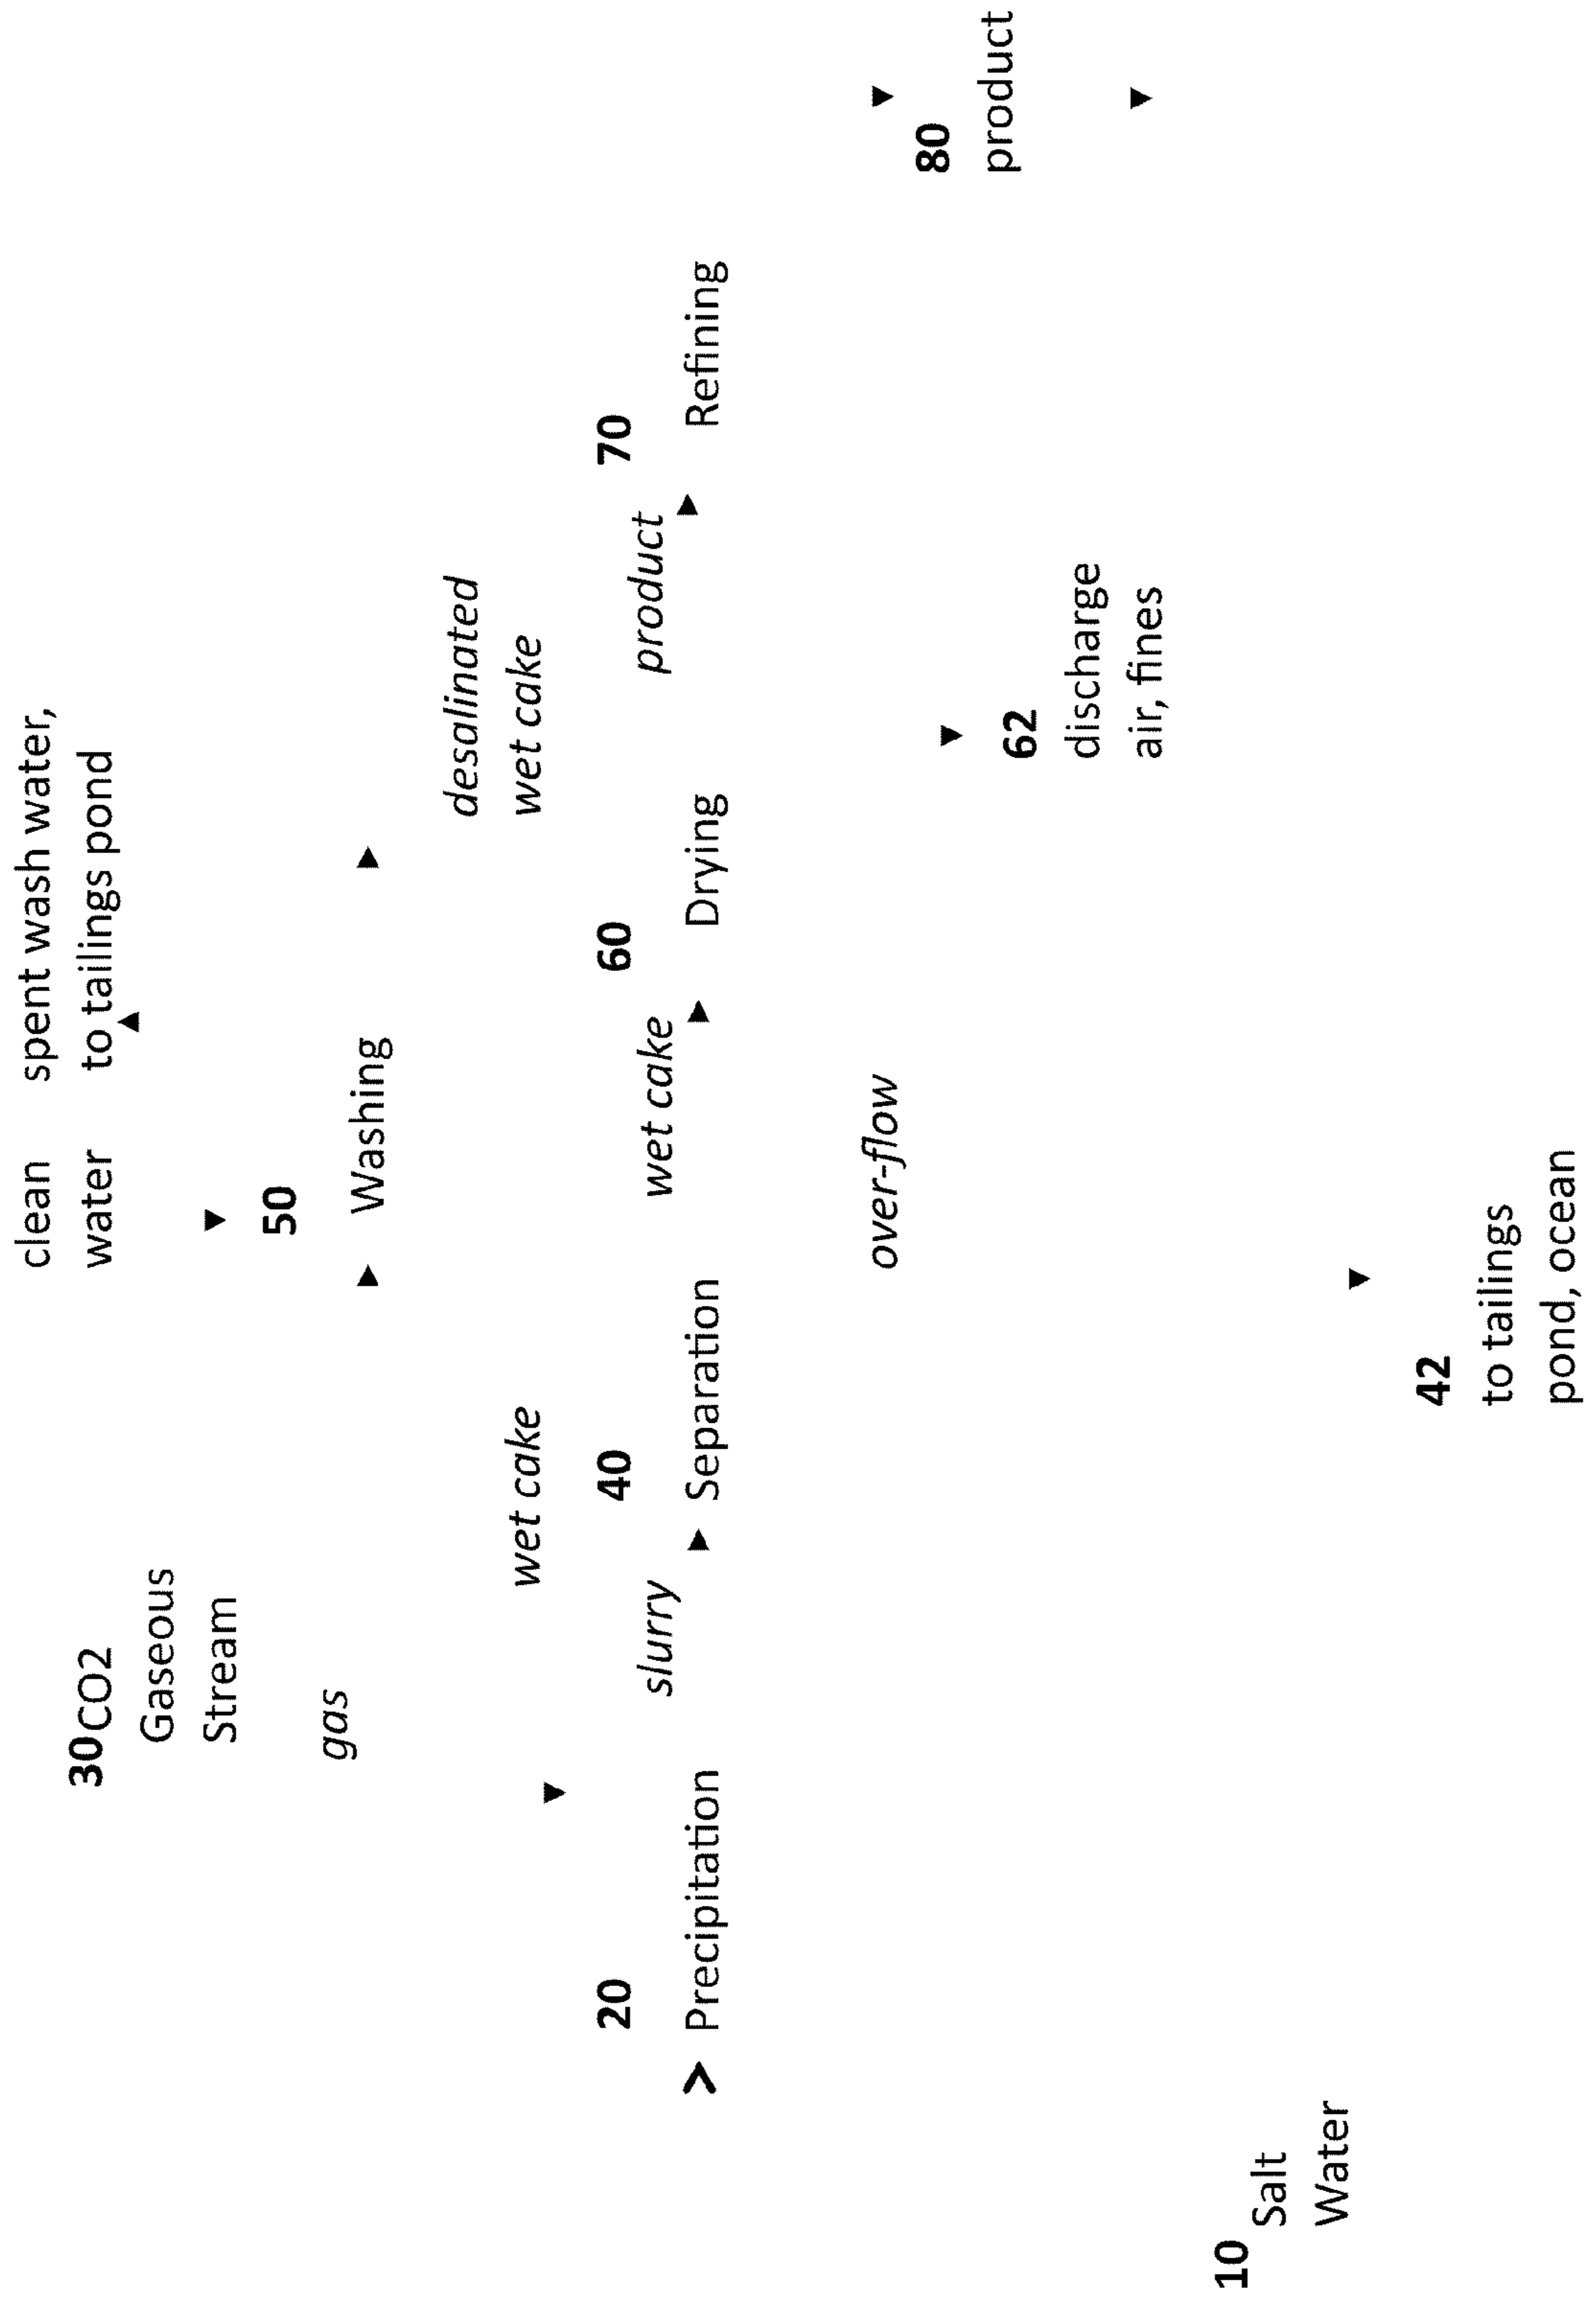 clean
water
spent wash water,
to tailings pond
30 CO2
Gaseous
Stream
gas
50
Washing
desalinated
wet cake
wet cake
20
Precipitation
slurry
40
Separation
wet cake
60
Drying
product
70
Refining
over-flow
80
product
62
discharge
air, fines
10
Salt
Water
42
to tailings
pond, ocean